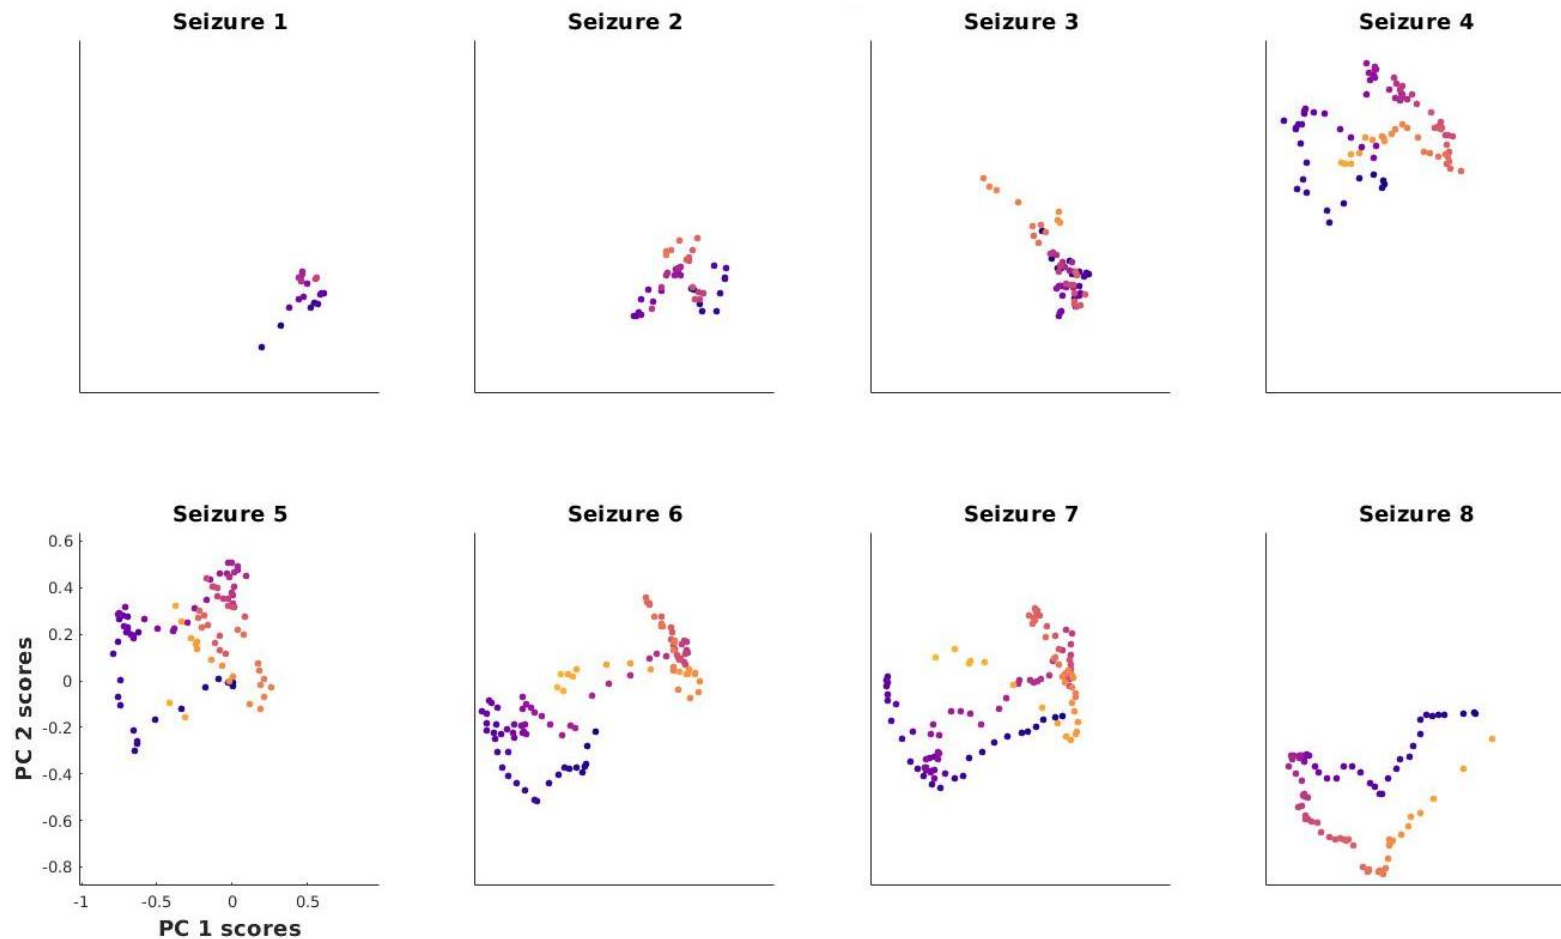 Seizure 1
Seizure 2
Seizure 3
Seizure 4
Seizure 5
Seizure 6
Seizure 7
Seizure 8
0.6
0.4
0.2
0
-0.2
-0.4
-0.6
-0.8
PC 2 scores
-1
-0.5
0
0.5
PC 1 scores